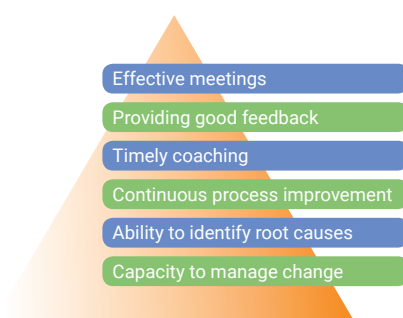 Effective meetings
Providing good feedback
Timely coaching
Continuous process improvement
Ability to identify root causes
Capacity to manage change